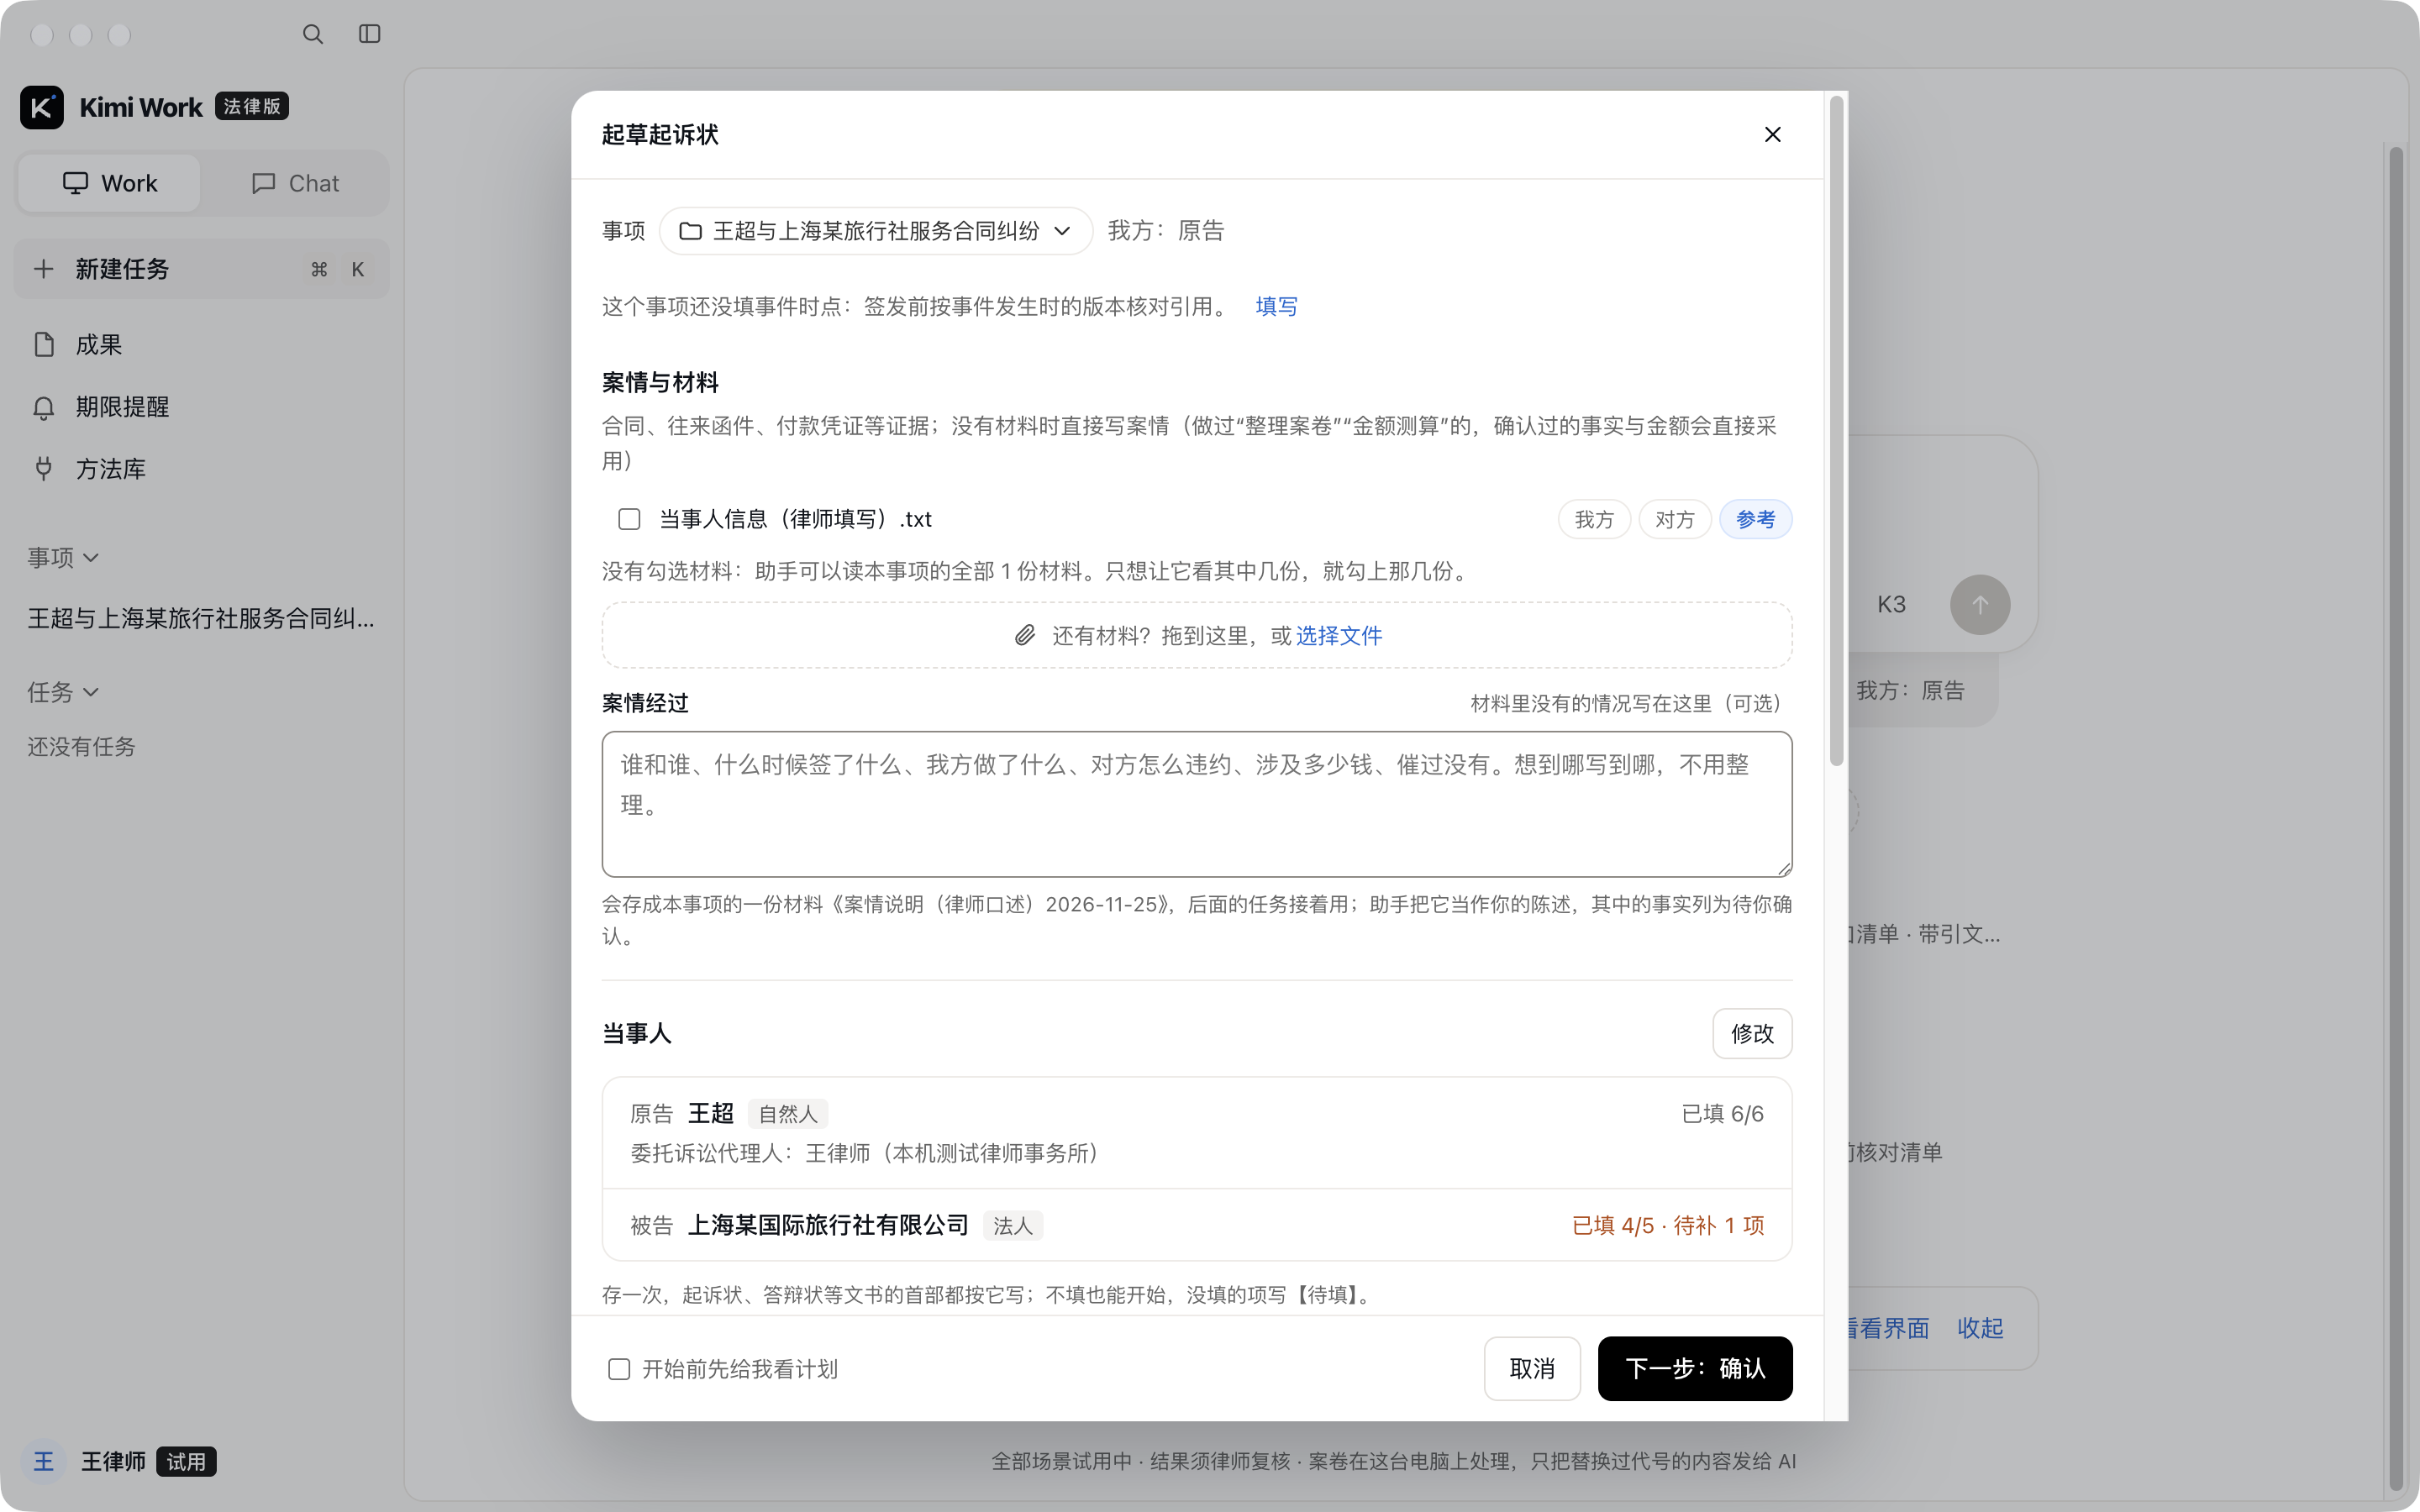 Kimi Work 法律版
Work
Chat
新建任务 ⌘ K
成果
期限提醒
方法库
事项
王超与上海某旅行社服务合同纠...
任务
还没有任务
王 王律师 试用
起草起诉状
事项 王超与上海某旅行社服务合同纠纷 我方：原告
这个事项还没填事件时点：签发前按事件发生时的版本核对引用。 填写
案情与材料
合同、往来函件、付款凭证等证据；没有材料时直接写案情（做过“整理案卷”“金额测算”的，确认过的事实与金额会直接采
用）
当事人信息（律师填写）.txt 我方 对方 参考
没有勾选材料：助手可以读本事项的全部 1 份材料。只想让它看其中几份，就勾上那几份。
还有材料？拖到这里，或选择文件
案情经过 材料里没有的情况写在这里（可选）
谁和谁、什么时候签了什么、我方做了什么、对方怎么违约、涉及多少钱、催过没有。想到哪写到哪，不用整
理。
会存成本事项的一份材料《案情说明（律师口述）2026-11-25》，后面的任务接着用；助手把它当作你的陈述，其中的事实列为待你确
认。
当事人 修改
原告 王超 自然人 已填 6/6
委托诉讼代理人：王律师（本机测试律师事务所）
被告 上海某国际旅行社有限公司 法人 已填 4/5 · 待补 1 项
存一次，起诉状、答辩状等文书的首部都按它写；不填也能开始，没填的项写【待填】。
开始前先给我看计划 取消 下一步：确认
K3
我方：原告
清单 · 带引文...
核对清单
看界面 收起
全部场景试用中 · 结果须律师复核 · 案卷在这台电脑上处理，只把替换过代号的内容发给 AI